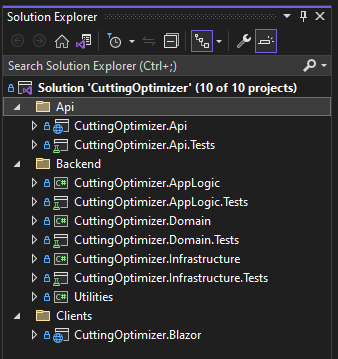 Solution Explorer
Search Solution Explorer (Ctrl+;)
Solution 'CuttingOptimizer' (10 of 10 projects)
Api
CuttingOptimizer.Api
CuttingOptimizer.Api.Tests
Backend
C# CuttingOptimizer.AppLogic
CuttingOptimizer.AppLogic.Tests
C# CuttingOptimizer.Domain
CuttingOptimizer.Domain.Tests
C# CuttingOptimizer.Infrastructure
CuttingOptimizer.Infrastructure.Tests
C# Utilities
Clients
CuttingOptimizer.Blazor